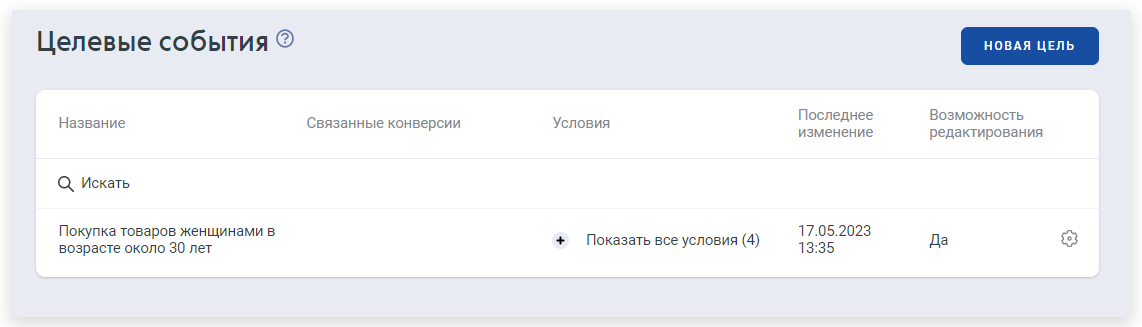 Целевые события
НОВАЯ ЦЕЛЬ
Название
Связанные конверсии
Условия
Последнее
изменение
Возможность
редактирования
Искать
Покупка товаров женщинами в
возрасте около 30 лет
Показать все условия (4)
17.05.2023
13:35
Да